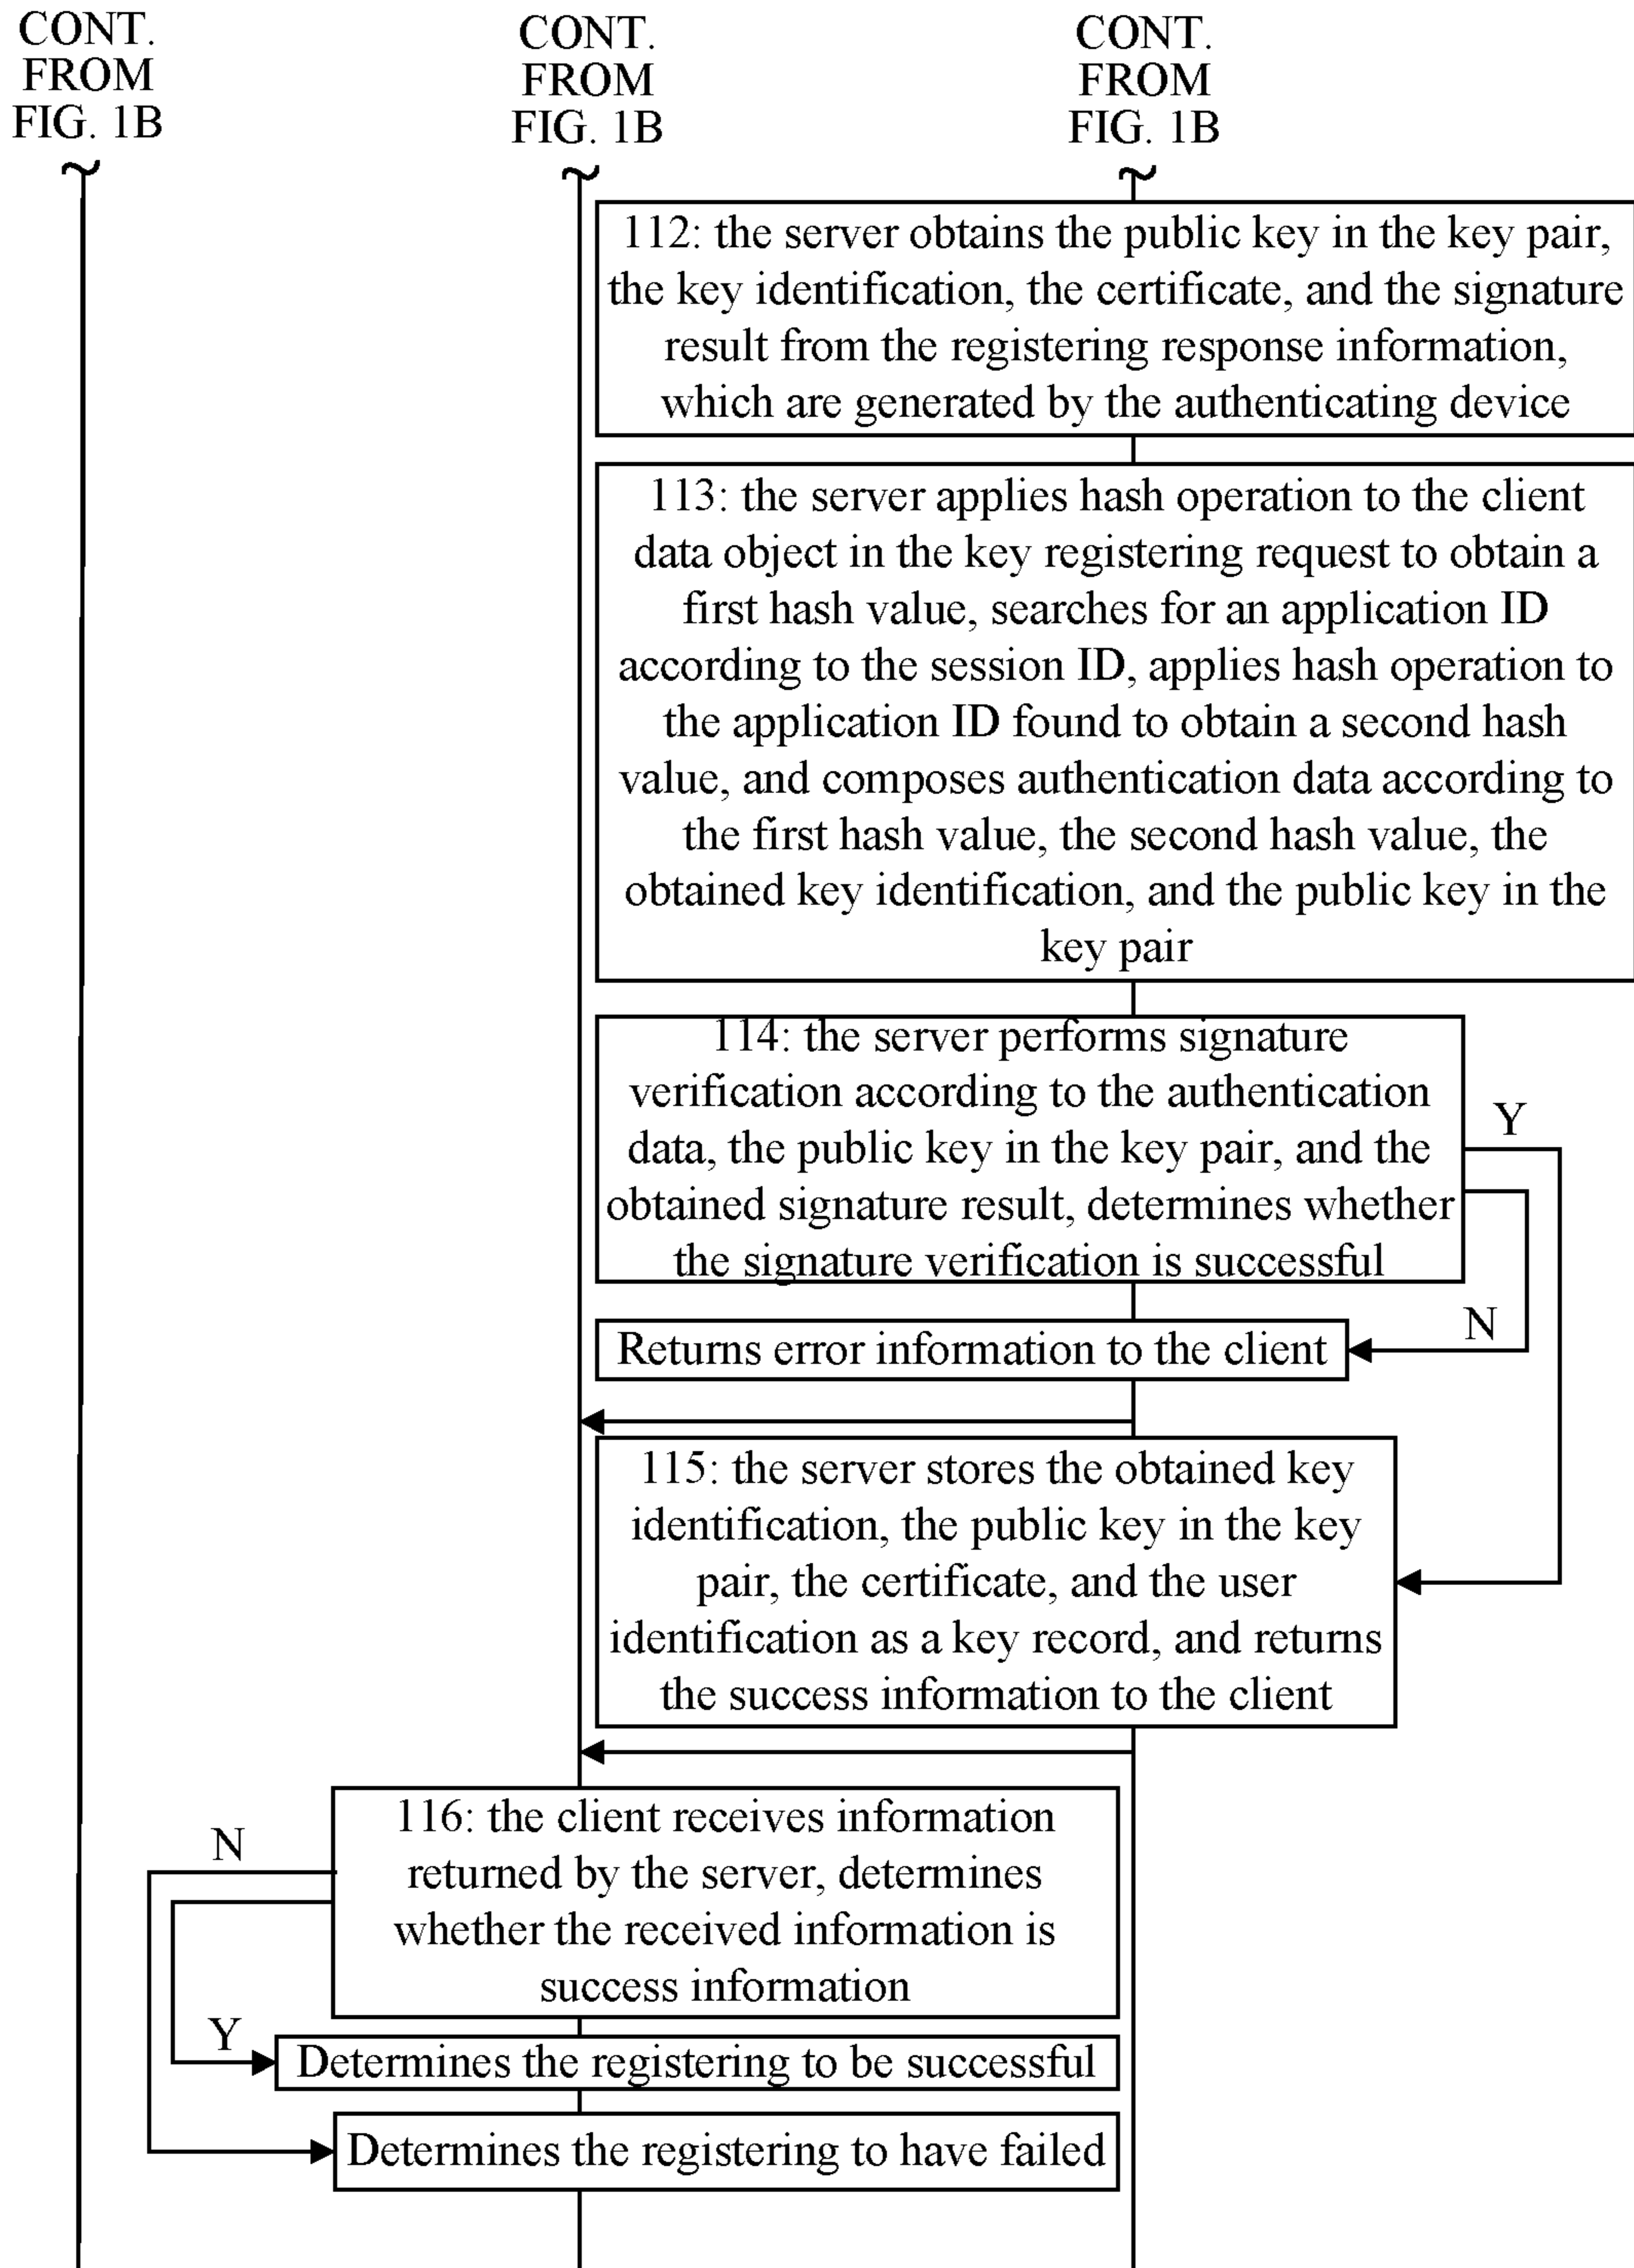 CONT.
FROM
FIG. 1B
CONT.
FROM
FIG. 1B
CONT.
FROM
FIG. 1B
112: the server obtains the public key in the key pair,
the key identification, the certificate, and the signature
result from the registering response information,
which are generated by the authenticating device
113: the server applies hash operation to the client
data object in the key registering request to obtain a
first hash value, searches for an application ID
according to the session ID, applies hash operation to
the application ID found to obtain a second hash
value, and composes authentication data according to
the first hash value, the second hash value, the
obtained key identification, and the public key in the
key pair
114: the server performs signature
verification according to the authentication
data, the public key in the key pair, and the
obtained signature result, determines whether
the signature verification is successful
Y
N
Returns error information to the client
115: the server stores the obtained key
identification, the public key in the key
pair, the certificate, and the user
identification as a key record, and returns
the success information to the client
116: the client receives information
returned by the server, determines
whether the received information is
success information
N
Y
Determines the registering to be successful
Determines the registering to have failed